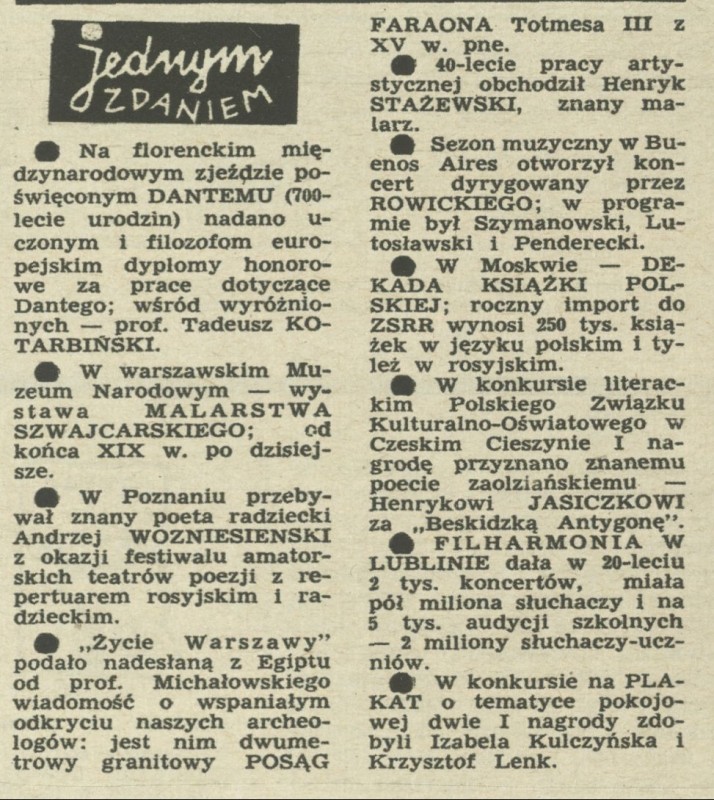 jednym
ZDANIEM
● Na florenckim mię-
dzynarodowym zjeździe po-
święconym DANTEMU (700-
lecie urodzin) nadano u-
czonym i filozofom euro-
pejskim dyplomy honoro-
we za prace dotyczące
Dantego; wśród wyróżnio-
nych — prof. Tadeusz KO-
TARBIŃSKI.
● W warszawskim Mu-
zeum Narodowym — wy-
stawa MALARSTWA
SZWAJCARSKIEGO; od
końca XIX w. po dzisiej-
sze.
● W Poznaniu przeby-
wał znany poeta radziecki
Andrzej WOZNIESIENSKI
z okazji festiwalu amator-
skich teatrów poezji z re-
pertuarem rosyjskim i ra-
dzieckim.
● „Życie Warszawy”
podało nadesłaną z Egiptu
od prof. Michałowskiego
wiadomość o wspaniałym
odkryciu naszych archeo-
logów: jest nim dwume-
trowy granitowy POSĄG
FARAONA Totmesa III z
XV w. pne.
● 40-lecie pracy arty-
stycznej obchodził Henryk
STAŻEWSKI, znany ma-
larz.
● Sezon muzyczny w Bu-
enos Aires otworzył kon-
cert dyrygowany przez
ROWICKIEGO; w progra-
mie był Szymanowski, Lu-
tosławski i Penderecki.
● W Moskwie — DE-
KADA KSIĄŻKI POL-
SKIEJ; roczny import do
ZSRR wynosi 250 tys. ksią-
żek w języku polskim i ty-
leż w rosyjskim.
● W konkursie literac-
kim Polskiego Związku
Kulturalno-Oświatowego w
Czeskim Cieszynie I na-
grodę przyznano znanemu
poecie zaolziańskiemu —
Henrykowi JASICZKOWI
za „Beskidzką Antygonę”.
● FILHARMONIA W
LUBLINIE dała w 20-leciu
2 tys. koncertów, miała
pół miliona słuchaczy i na
5 tys. audycji szkolnych
— 2 miliony słuchaczy-ucz-
niów.
● W konkursie na PLA-
KAT o tematyce pokojo-
wej dwie I nagrody zdo-
byli Izabela Kulczyńska i
Krzysztof Lenk.